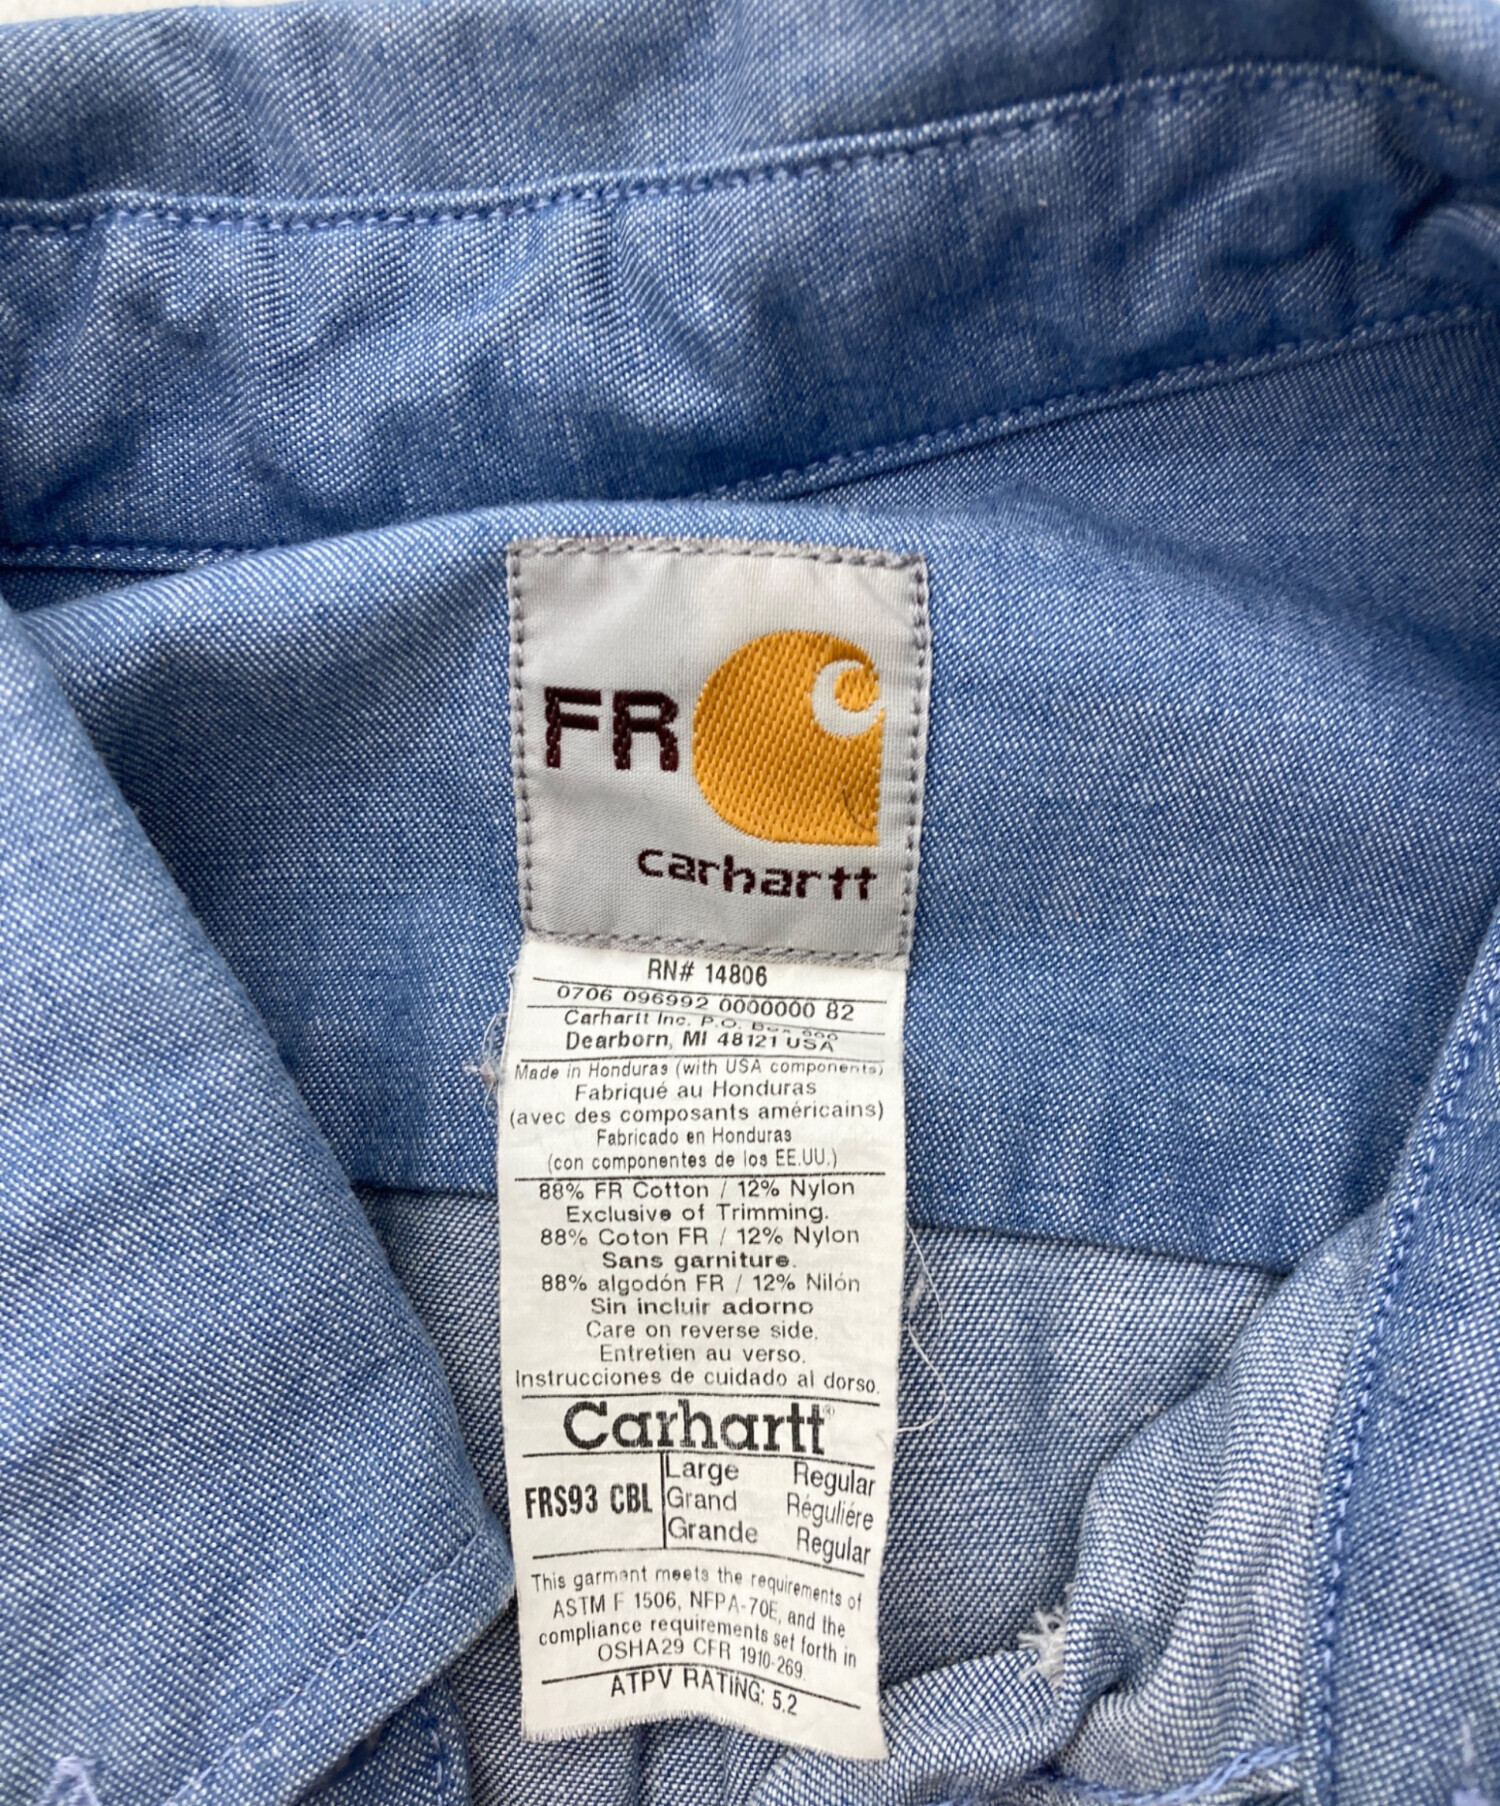 FR
carhartt
RN# 14806
0706 096992 0000000 82
Carhartt Inc. P.O. Box
Dearborn, MI 48121 USA
Made in Honduras (with USA components)
Fabriqué au Honduras
(avec des composants américains)
Fabricado en Honduras
(con componentes de los EE.UU.)
88% FR Cotton / 12% Nylon
Exclusive of Trimming.
88% Coton FR / 12% Nylon
Sans garniture.
88% algodón FR / 12% Nilón
Sin incluir adorno
Care on reverse side.
Entretien au verso.
Instrucciones de cuidado al dorso.
Carhartt®
FRS93 CBL
Large Regular
Grand Réguliére
Grande Regular
This garment meets the requirements of
ASTM F 1506, NFPA-70E, and the
compliance requirements set forth in
OSHA29 CFR 1910-269.
ATPV RATING: 5.2